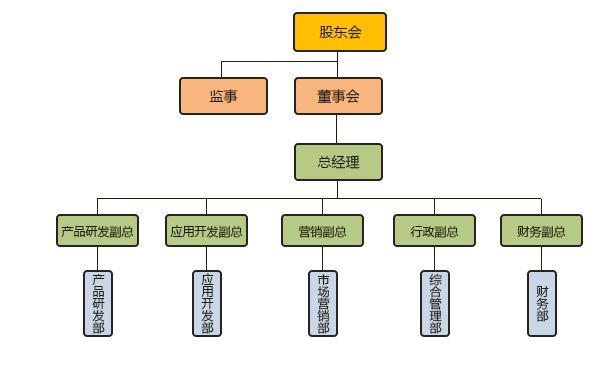 股东会
监事
董事会
总经理
产品研发副总
应用开发副总
营销副总
行政副总
财务副总
产品研发部
应用开发部
市场营销部
综合管理部
财务部